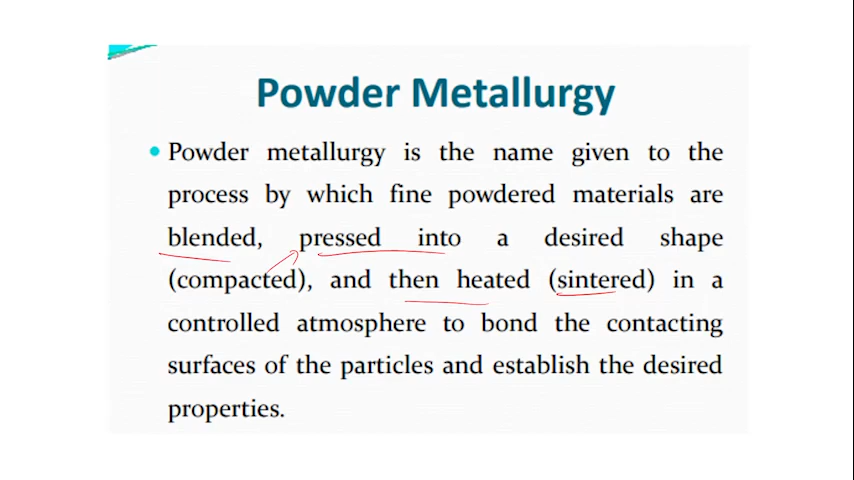 Powder Metallurgy
Powder metallurgy is the name given to the
process by which fine powdered materials are
blended, pressed into a desired shape
(compacted), and then heated (sintered) in a
controlled atmosphere to bond the contacting
surfaces of the particles and establish the desired
properties.